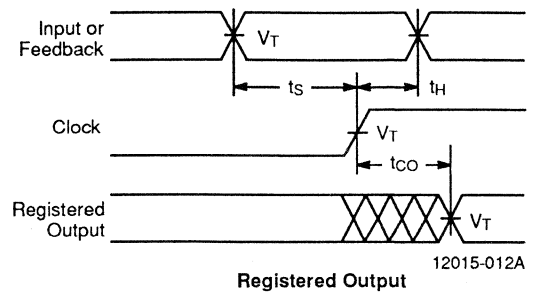 Input or
Feedback
VT
tS
tH
Clock
VT
tCO
Registered
Output
VT
12015-012A
Registered Output